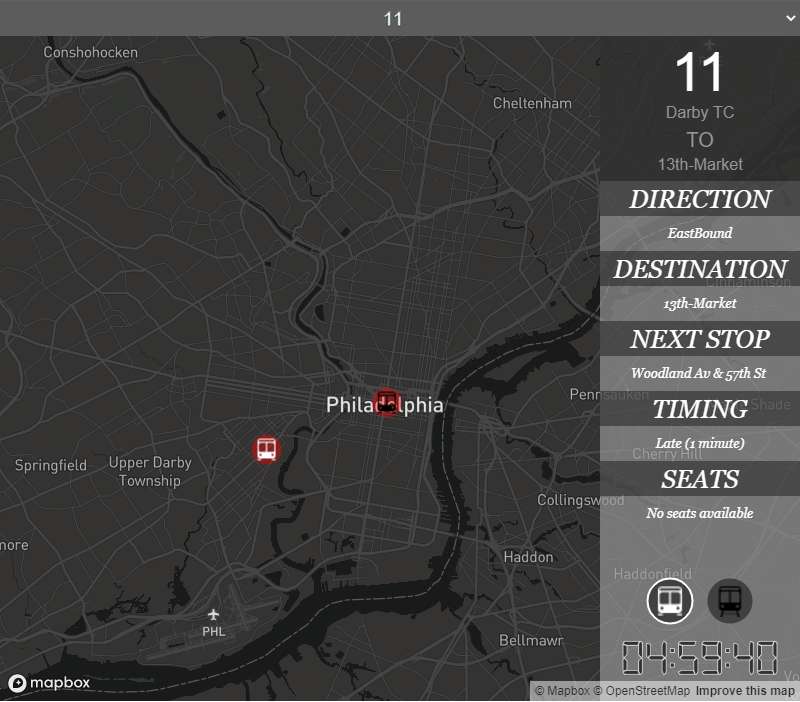 11
Conshohocken
Cheltenham
11
Darby TC
TO
13th-Market
DIRECTION
EastBound
Cinnaminson
DESTINATION
13th-Market
NEXT STOP
Woodland Av & 57th St
Pennsauken
Philadelphia
TIMING
Shade
Late (1 minute)
Cherry Hill
Springfield
Upper Darby
Township
SEATS
Collingswood
No seats available
more
Haddon
Haddonfield
PHL
Bellmawr
04:59:40
mapbox
© Mapbox © OpenStreetMap Improve this map